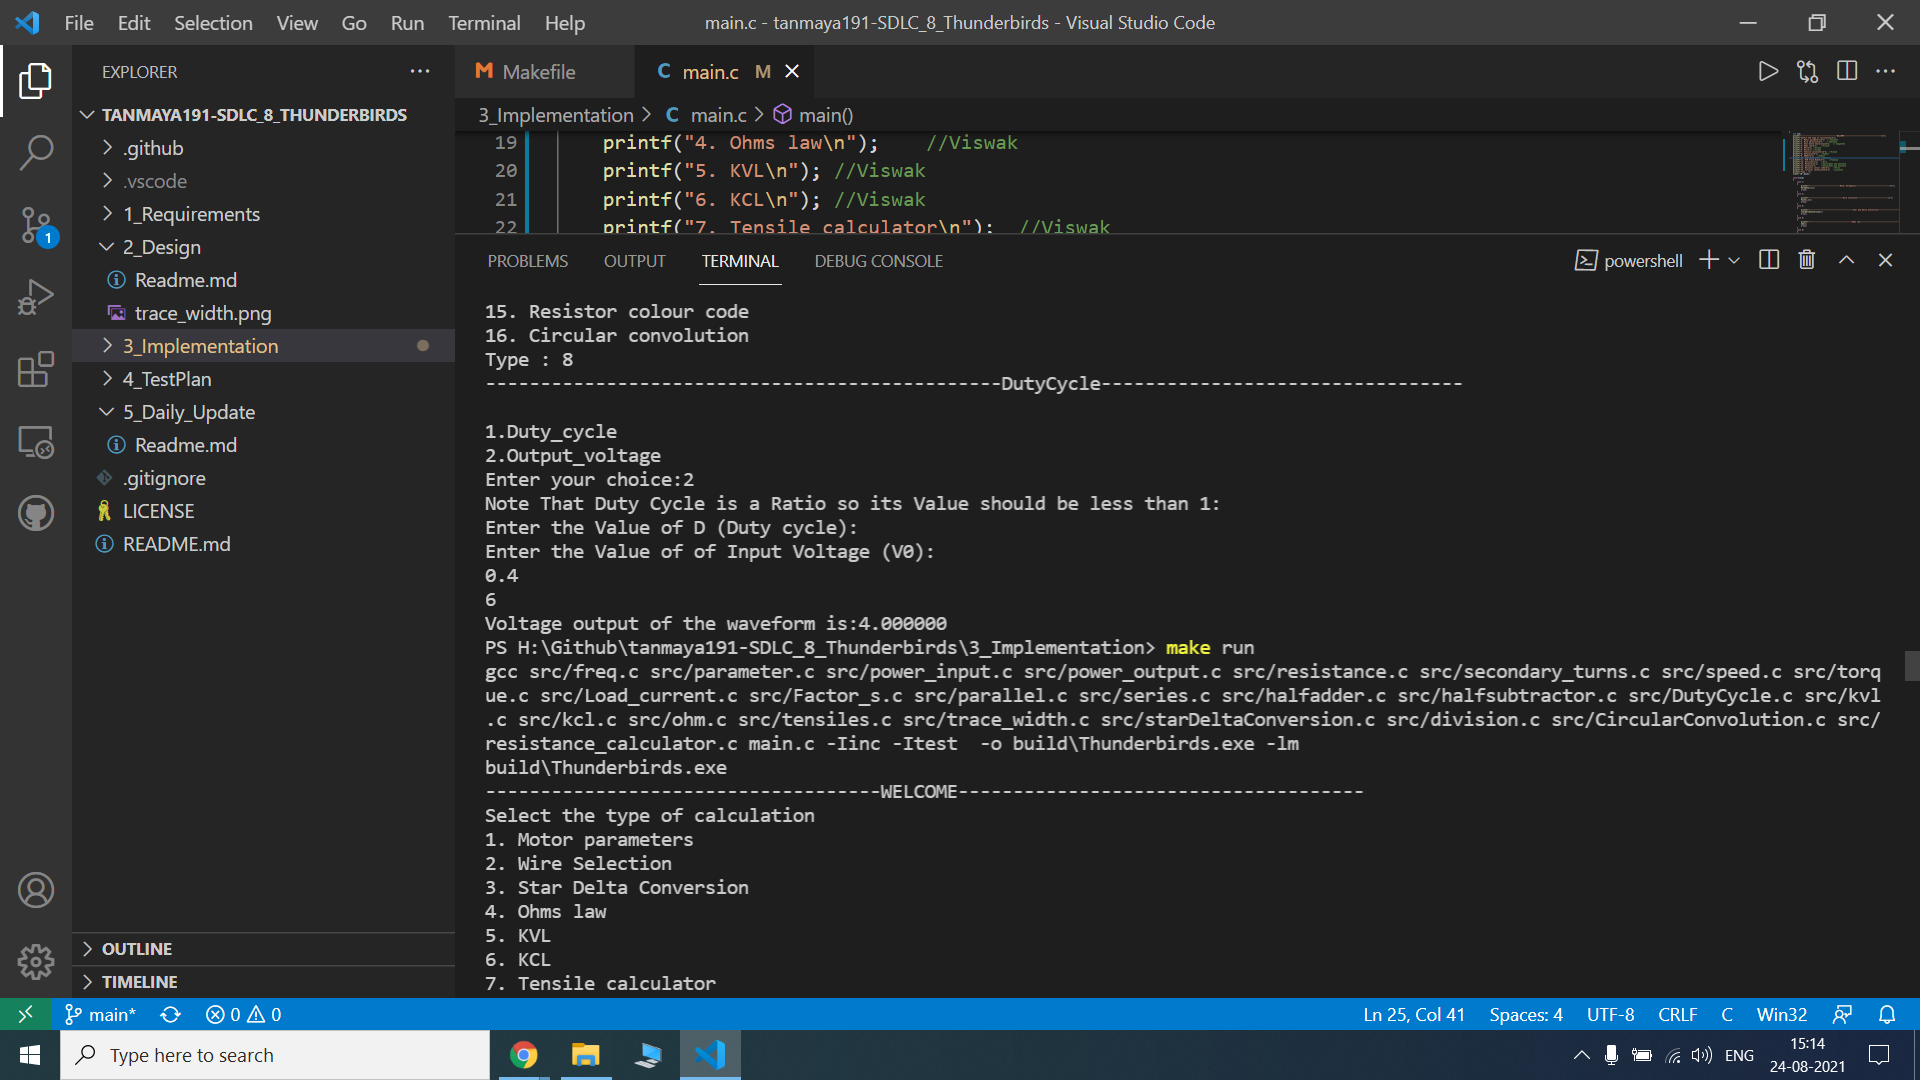 File Edit Selection View Go Run Terminal Help
main.c - tanmaya191-SDLC_8_Thunderbirds - Visual Studio Code
EXPLORER
TANMAYA191-SDLC_8_THUNDERBIRDS
.github
.vscode
1_Requirements
2_Design
Readme.md
trace_width.png
3_Implementation
4_TestPlan
5_Daily_Update
Readme.md
.gitignore
LICENSE
README.md
OUTLINE
TIMELINE
1
Makefile
C main.c M
3_Implementation > C main.c > main()
19 printf("4. Ohms law\n"); //Viswak
20 printf("5. KVL\n"); //Viswak
21 printf("6. KCL\n"); //Viswak
22 printf("7. Tensile calculator\n"); //Viswak
PROBLEMS OUTPUT TERMINAL DEBUG CONSOLE
powershell
15. Resistor colour code
16. Circular convolution
Type : 8
-----------------------------------------------DutyCycle---------------------------------
1.Duty_cycle
2.Output_voltage
Enter your choice:2
Note That Duty Cycle is a Ratio so its Value should be less than 1:
Enter the Value of D (Duty cycle):
Enter the Value of of Input Voltage (V0):
0.4
6
Voltage output of the waveform is:4.000000
PS H:\Github\tanmaya191-SDLC_8_Thunderbirds\3_Implementation> make run
gcc src/freq.c src/parameter.c src/power_input.c src/power_output.c src/resistance.c src/secondary_turns.c src/speed.c src/torq
ue.c src/Load_current.c src/Factor_s.c src/parallel.c src/series.c src/halfadder.c src/halfsubtractor.c src/DutyCycle.c src/kvl
.c src/kcl.c src/ohm.c src/tensiles.c src/trace_width.c src/starDeltaConversion.c src/division.c src/CircularConvolution.c src/
resistance_calculator.c main.c -Iinc -Itest  -o build\Thunderbirds.exe -lm
build\Thunderbirds.exe
------------------------------------WELCOME-------------------------------------
Select the type of calculation
1. Motor parameters
2. Wire Selection
3. Star Delta Conversion
4. Ohms law
5. KVL
6. KCL
7. Tensile calculator
main* 0 0
Ln 25, Col 41 Spaces: 4 UTF-8 CRLF C Win32
Type here to search
ENG
15:14
24-08-2021